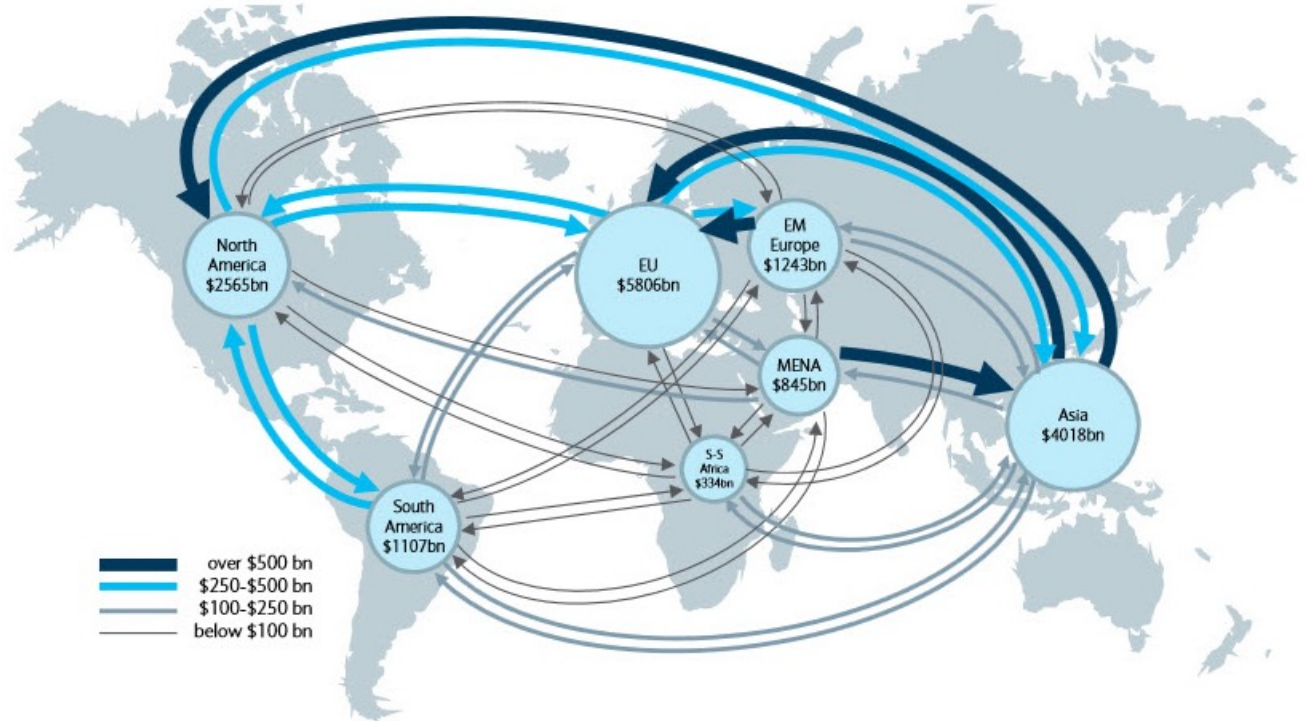 North
America
$2565bn
EU
$5806bn
EM
Europe
$1243bn
MENA
$845bn
Asia
$4018bn
S-S
Africa
$334bn
South
America
$1107bn
over $500 bn
$250-$500 bn
$100-$250 bn
below $100 bn